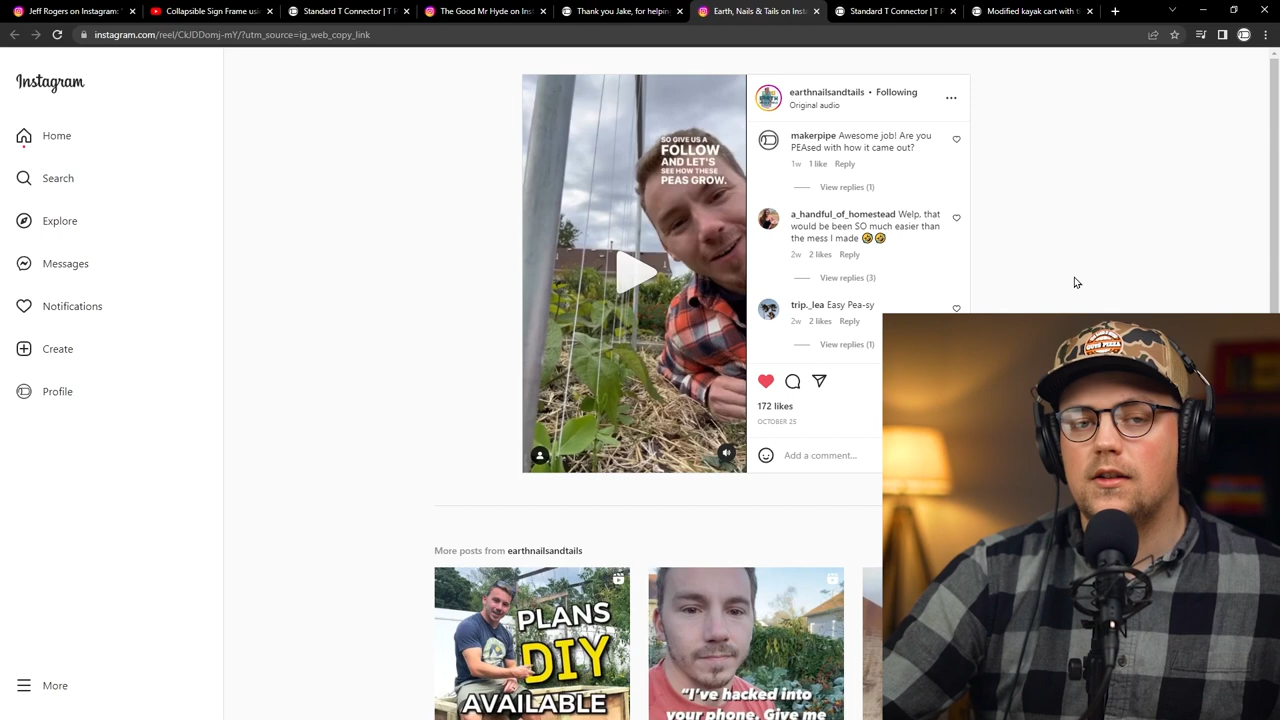 Jeff Rogers on Instagram:
Collapsible Sign Frame us
Standard T Connector | T P
The Good Mr Hyde on Inst
Thank you Jake, for helping
Earth, Nails & Tails on Insta
Standard T Connector | T P
Modified kayak cart with t
instagram.com/reel/CkJDDomj-mY/?utm_source=ig_web_copy_link
Instagram
Home
Search
Explore
Messages
Notifications
Create
Profile
More
SO GIVE US A
FOLLOW
AND LET'S
SEE HOW THESE
PEAS GROW.
earthnailsandtails • Following
Original audio
makerpipe Awesome job! Are you
PEAsed with how it came out?
1w 1 like Reply
View replies (1)
a_handful_of_homestead Welp, that
would be been SO much easier than
the mess I made 🤣🤣
2w 2 likes Reply
View replies (3)
trip._lea Easy Pea-sy
2w 2 likes Reply
View replies (1)
172 likes
OCTOBER 25
Add a comment...
More posts from earthnailsandtails
PLANS
DIY
AVAILABLE
"I've hacked into
your phone. Give me
GUYS PIZZA